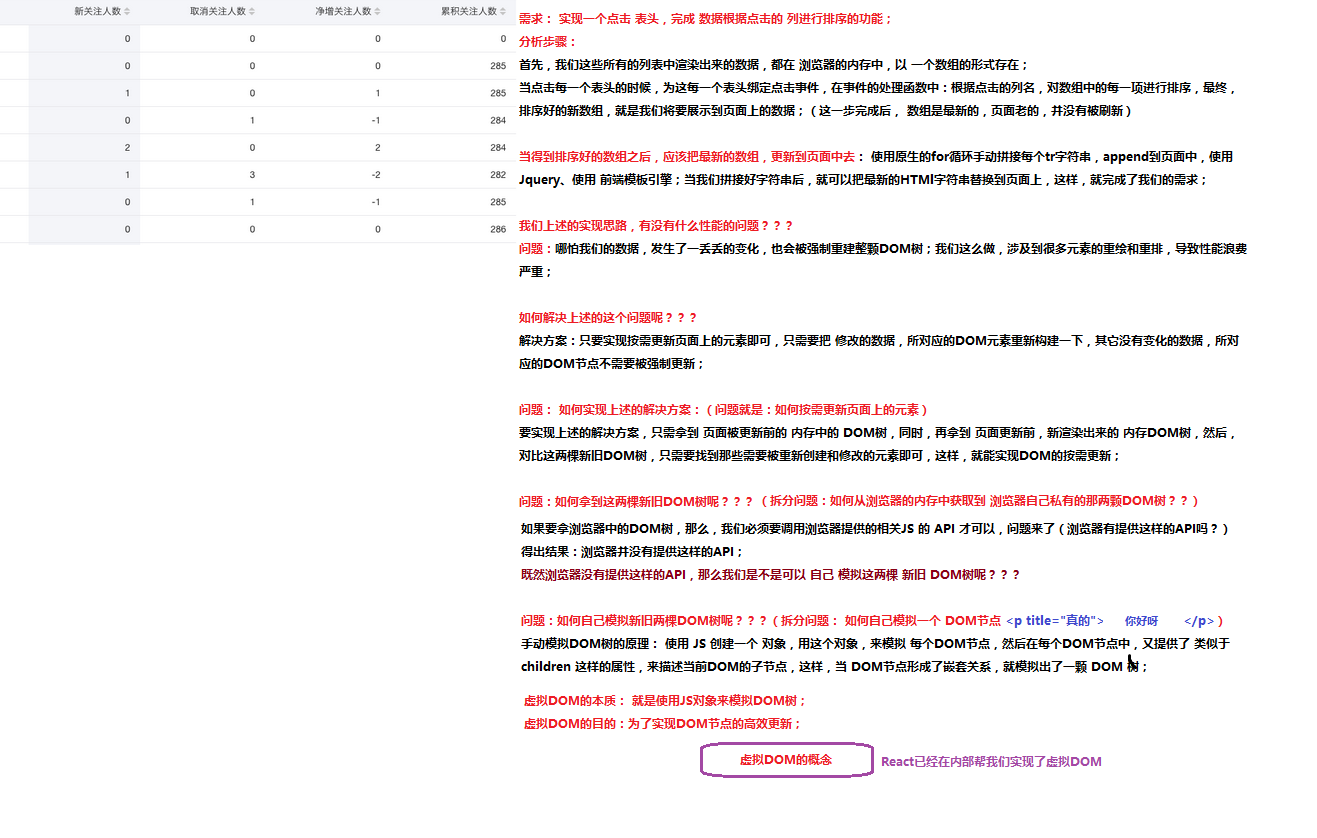 新关注人数 取消关注人数 净增关注人数 累积关注人数
0 0 0 0
0 0 0 285
1 0 1 285
0 1 -1 284
2 0 2 284
1 3 -2 282
0 1 -1 285
0 0 0 286
需求： 实现一个点击 表头，完成 数据根据点击的 列进行排序的功能；
分析步骤：
首先，我们这些所有的列表中渲染出来的数据，都在 浏览器的内存中，以 一个数组的形式存在；
当点击每一个表头的时候，为这每一个表头绑定点击事件，在事件的处理函数中：根据点击的列名，对数组中的每一项进行排序，最终，
排序好的新数组，就是我们将要展示到页面上的数据；（这一步完成后， 数组是最新的，页面老的，并没有被刷新）
当得到排序好的数组之后，应该把最新的数组，更新到页面中去： 使用原生的for循环手动拼接每个tr字符串，append到页面中，使用
Jquery、使用 前端模板引擎；当我们拼接好字符串后，就可以把最新的HTMl字符串替换到页面上，这样，就完成了我们的需求；
我们上述的实现思路，有没有什么性能的问题？？？
问题：哪怕我们的数据，发生了一丢丢的变化，也会被强制重建整颗DOM树；我们这么做，涉及到很多元素的重绘和重排，导致性能浪费
严重；
如何解决上述的这个问题呢？？？
解决方案：只要实现按需更新页面上的元素即可，只需要把 修改的数据，所对应的DOM元素重新构建一下，其它没有变化的数据，所对
应的DOM节点不需要被强制更新；
问题： 如何实现上述的解决方案：（问题就是：如何按需更新页面上的元素）
要实现上述的解决方案，只需拿到 页面被更新前的 内存中的 DOM树，同时，再拿到 页面更新前，新渲染出来的 内存DOM树，然后，
对比这两棵新旧DOM树，只需要找到那些需要被重新创建和修改的元素即可，这样，就能实现DOM的按需更新；
问题：如何拿到这两棵新旧DOM树呢？？？（拆分问题：如何从浏览器的内存中获取到 浏览器自己私有的那两颗DOM树？？）
如果要拿浏览器中的DOM树，那么，我们必须要调用浏览器提供的相关JS 的 API 才可以，问题来了（浏览器有提供这样的API吗？）
得出结果：浏览器并没有提供这样的API；
既然浏览器没有提供这样的API，那么我们是不是可以 自己 模拟这两棵 新旧 DOM树呢？？？
问题：如何自己模拟新旧两棵DOM树呢？？？（拆分问题： 如何自己模拟一个 DOM节点 <p title="真的"> 你好呀 </p>）
手动模拟DOM树的原理： 使用 JS 创建一个 对象，用这个对象，来模拟 每个DOM节点，然后在每个DOM节点中，又提供了 类似于
children 这样的属性，来描述当前DOM的子节点，这样，当 DOM节点形成了嵌套关系，就模拟出了一颗 DOM 树；
虚拟DOM的本质： 就是使用JS对象来模拟DOM树；
虚拟DOM的目的：为了实现DOM节点的高效更新；
虚拟DOM的概念 React已经在内部帮我们实现了虚拟DOM